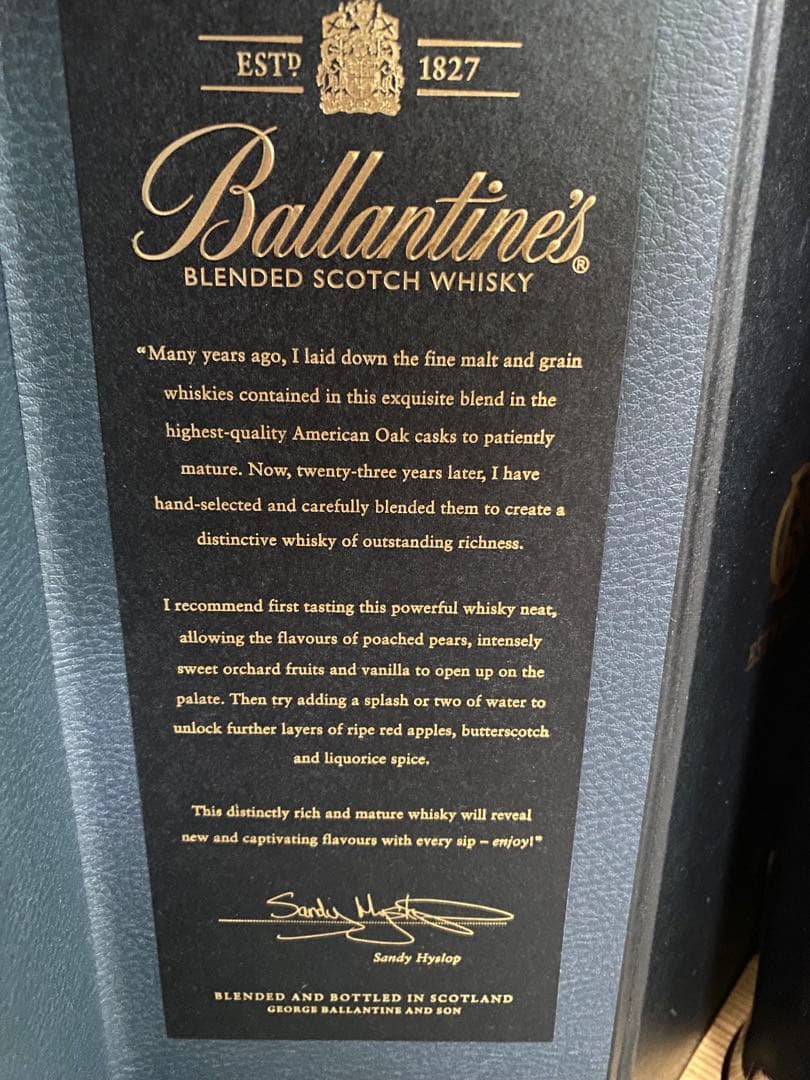 ESTD 1827
Ballantine's®
BLENDED SCOTCH WHISKY
"Many years ago, I laid down the fine malt and grain
whiskies contained in this exquisite blend in the
highest-quality American Oak casks to patiently
mature. Now, twenty-three years later, I have
hand-selected and carefully blended them to create a
distinctive whisky of outstanding richness.
I recommend first tasting this powerful whisky neat,
allowing the flavours of poached pears, intensely
sweet orchard fruits and vanilla to open up on the
palate. Then try adding a splash or two of water to
unlock further layers of ripe red apples, butterscotch
and liquorice spice.
This distinctly rich and mature whisky will reveal
new and captivating flavours with every sip – enjoy!"
Sandy Hyslop
Sandy Hyslop
BLENDED AND BOTTLED IN SCOTLAND
GEORGE BALLANTINE AND SON